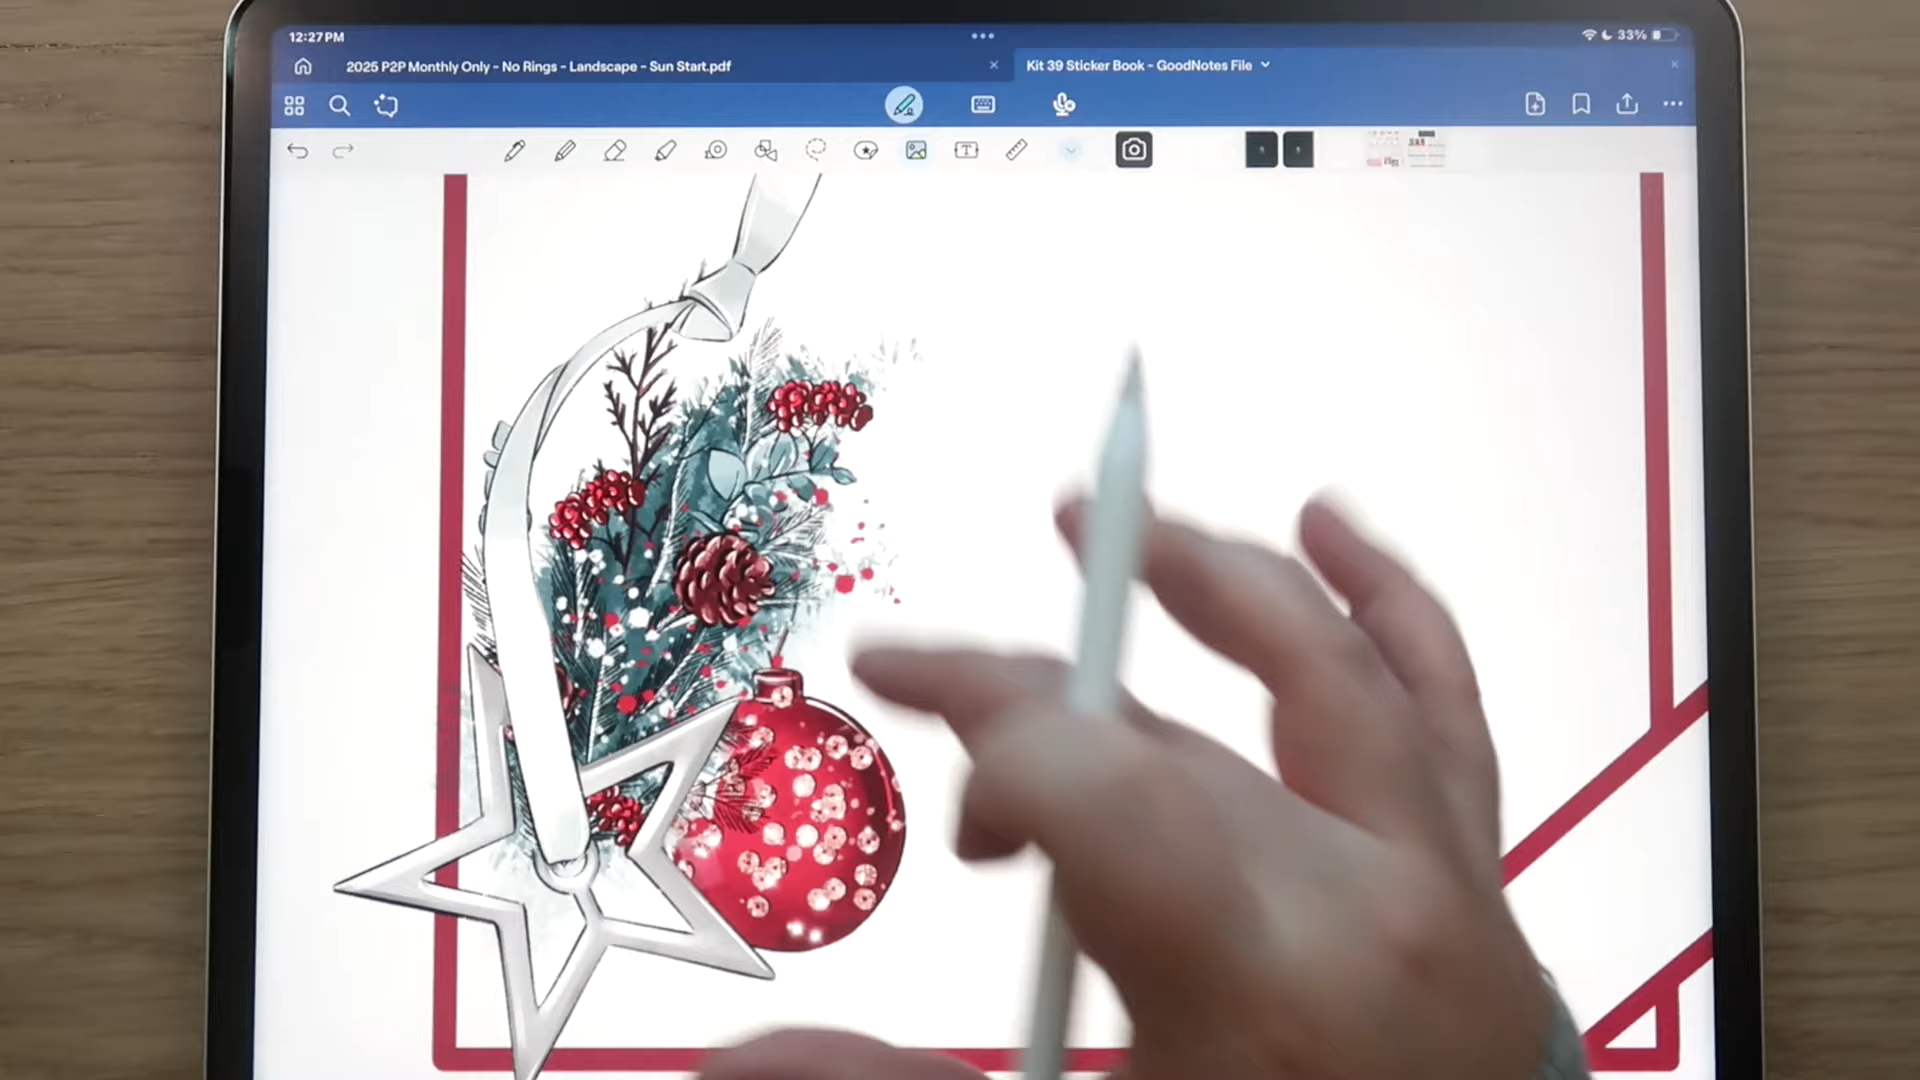 12:27 PM
33%
2025 P2P Monthly Only - No Rings - Landscape - Sun Start.pdf
Kit 39 Sticker Book - GoodNotes File